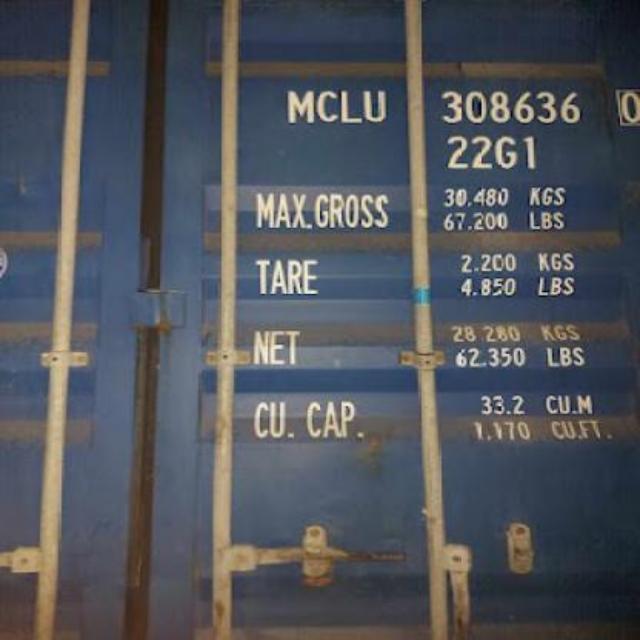 MCLU 308636 0
22G1
MAX.GROSS 30.480 KGS
67.200 LBS
TARE 2.200 KGS
4.850 LBS
NET 28 280 KGS
62.350 LBS
CU. CAP. 33.2 CU.M
1.170 CU.FT.